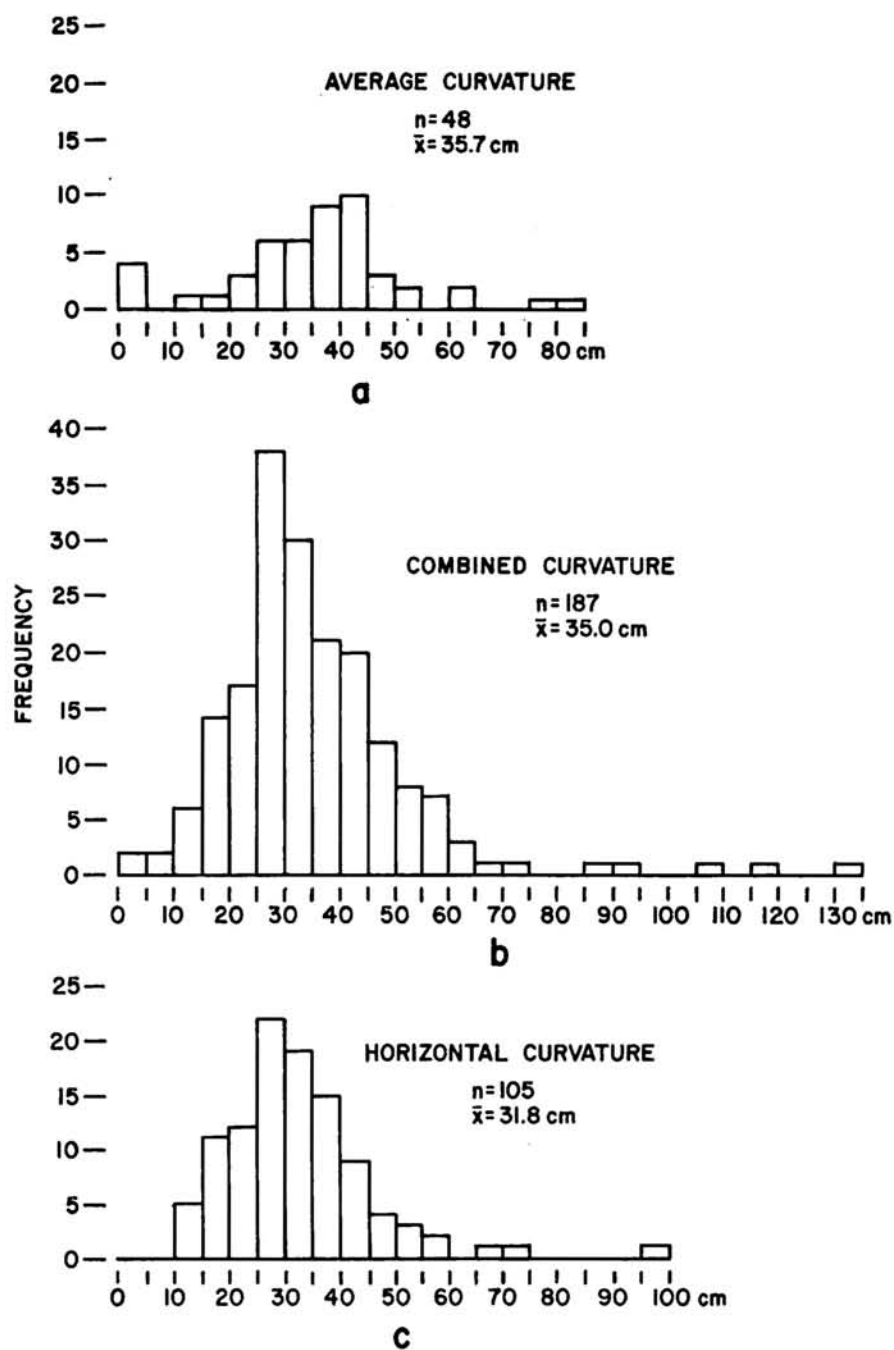 25
20
15
10
5
0
AVERAGE CURVATURE
n=48
x̄=35.7 cm
0 10 20 30 40 50 60 70 80 cm
a
FREQUENCY
40
35
30
25
20
15
10
5
0
COMBINED CURVATURE
n=187
x̄=35.0 cm
0 10 20 30 40 50 60 70 80 90 100 110 120 130 cm
b
25
20
15
10
5
0
HORIZONTAL CURVATURE
n=105
x̄=31.8 cm
0 10 20 30 40 50 60 70 80 90 100 cm
c